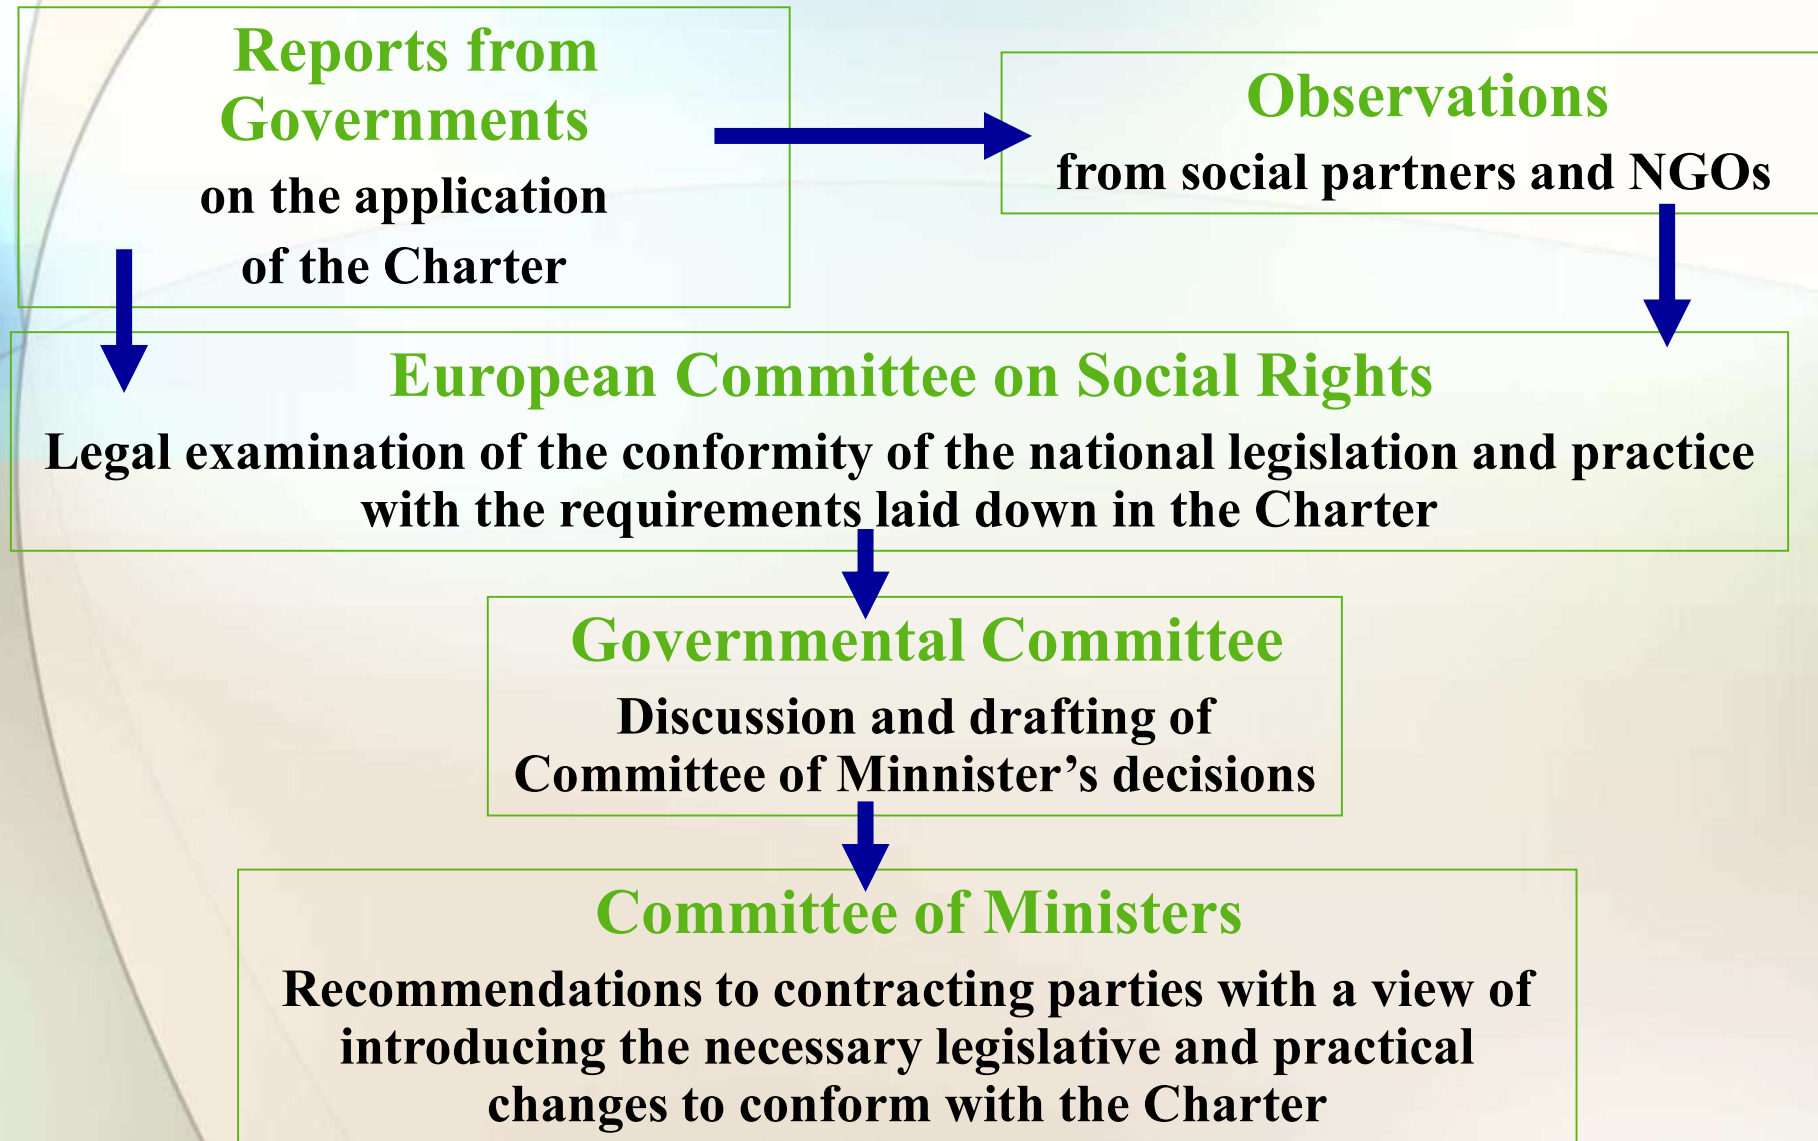 Reports from
Governments
on the application
of the Charter
Observations
from social partners and NGOs
European Committee on Social Rights
Legal examination of the conformity of the national legislation and practice
with the requirements laid down in the Charter
Governmental Committee
Discussion and drafting of
Committee of Minnister’s decisions
Committee of Ministers
Recommendations to contracting parties with a view of
introducing the necessary legislative and practical
changes to conform with the Charter